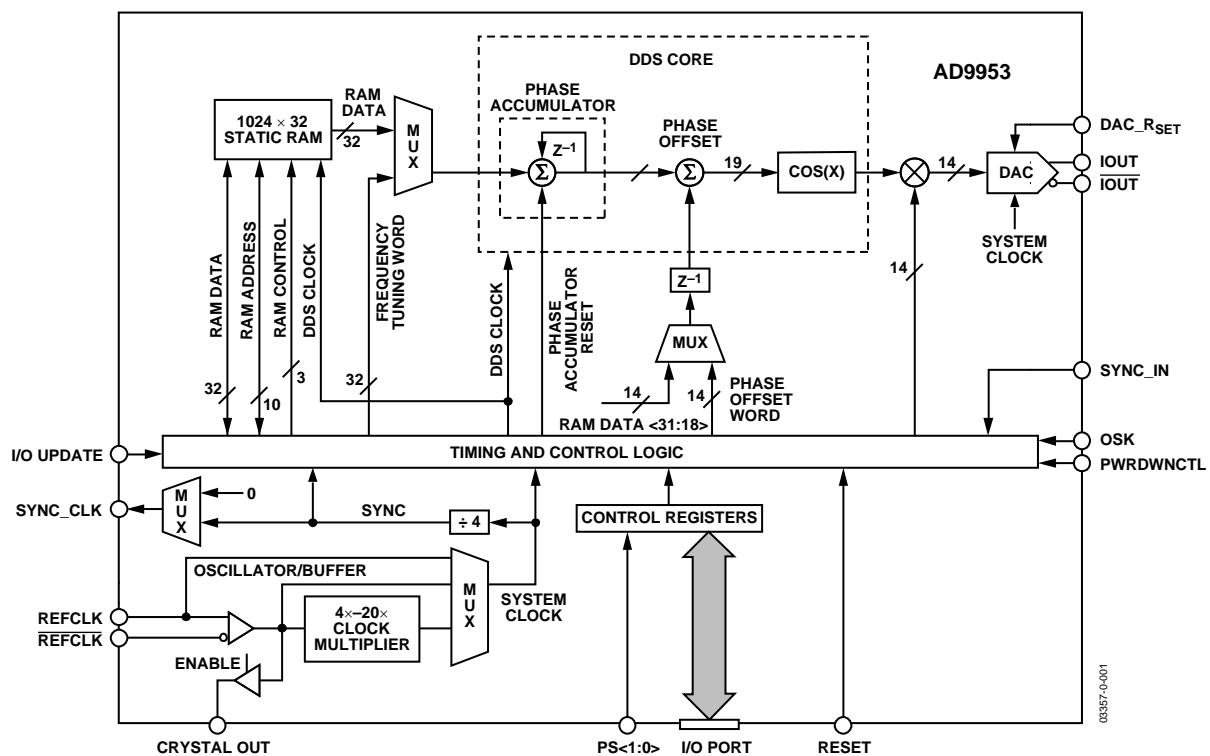 DDS CORE
AD9953
RAM
DATA
32
1024 × 32
STATIC RAM
MUX
PHASE
ACCUMULATOR
Z–1
Σ
PHASE
OFFSET
Σ
19
COS(X)
14
DAC
DAC_RSET
IOUT
IOUT
SYSTEM
CLOCK
RAM DATA
RAM ADDRESS
RAM CONTROL
DDS CLOCK
FREQUENCY
TUNING WORD
DDS CLOCK
PHASE
ACCUMULATOR
RESET
Z–1
MUX
14
32
10
3
32
14
14
PHASE
OFFSET
WORD
RAM DATA <31:18>
SYNC_IN
I/O UPDATE
TIMING AND CONTROL LOGIC
OSK
PWRDWNCTL
SYNC_CLK
MUX
0
SYNC
÷ 4
CONTROL REGISTERS
OSCILLATOR/BUFFER
REFCLK
REFCLK
4×–20×
CLOCK
MULTIPLIER
MUX
SYSTEM
CLOCK
ENABLE
CRYSTAL OUT
PS<1:0>
I/O PORT
RESET
03357-0-001